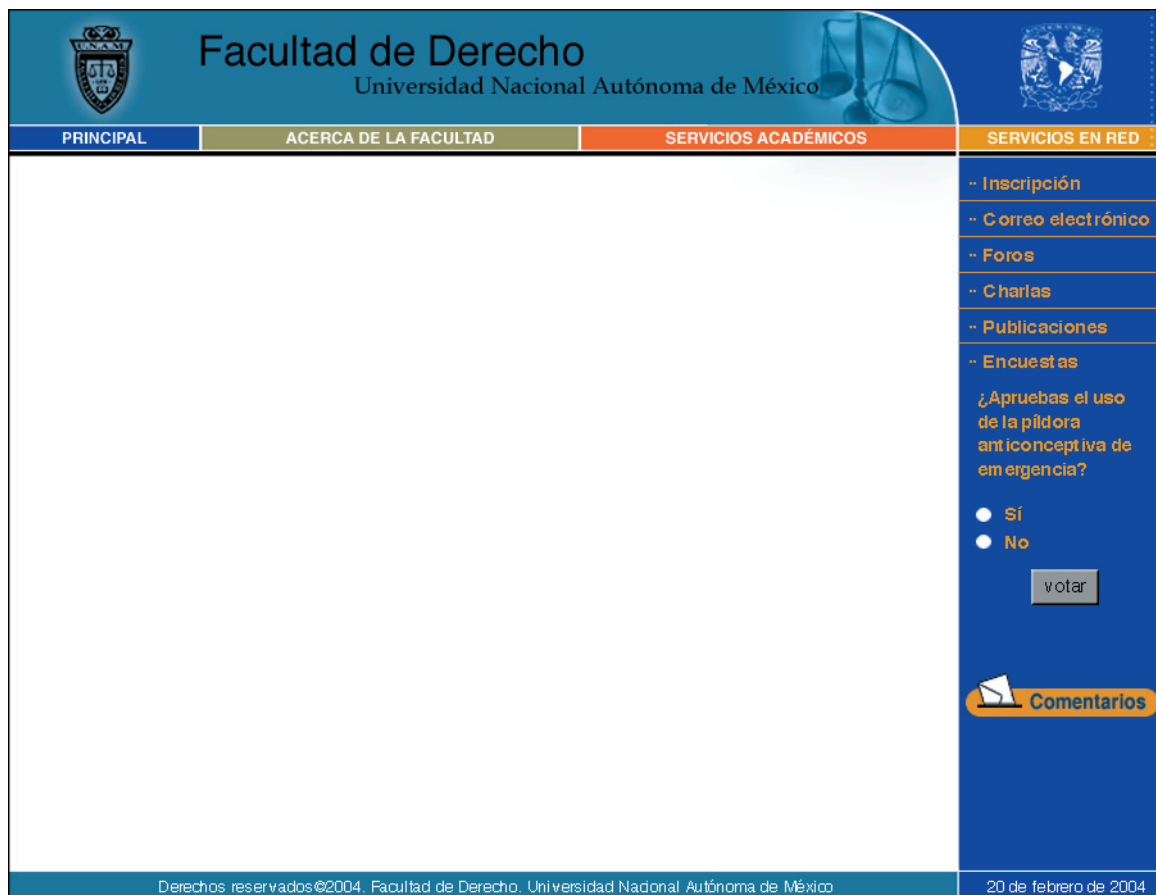 U.N.A.M
Facultad de Derecho
Universidad Nacional Autónoma de México
PRINCIPAL
ACERCA DE LA FACULTAD
SERVICIOS ACADÉMICOS
SERVICIOS EN RED
Inscripción
Correo electrónico
Foros
Charlas
Publicaciones
Encuestas
¿Apruebas el uso
de la píldora
anticonceptiva de
emergencia?
Sí
No
votar
Comentarios
Derechos reservados©2004. Facultad de Derecho. Universidad Nacional Autónoma de México
20 de febrero de 2004